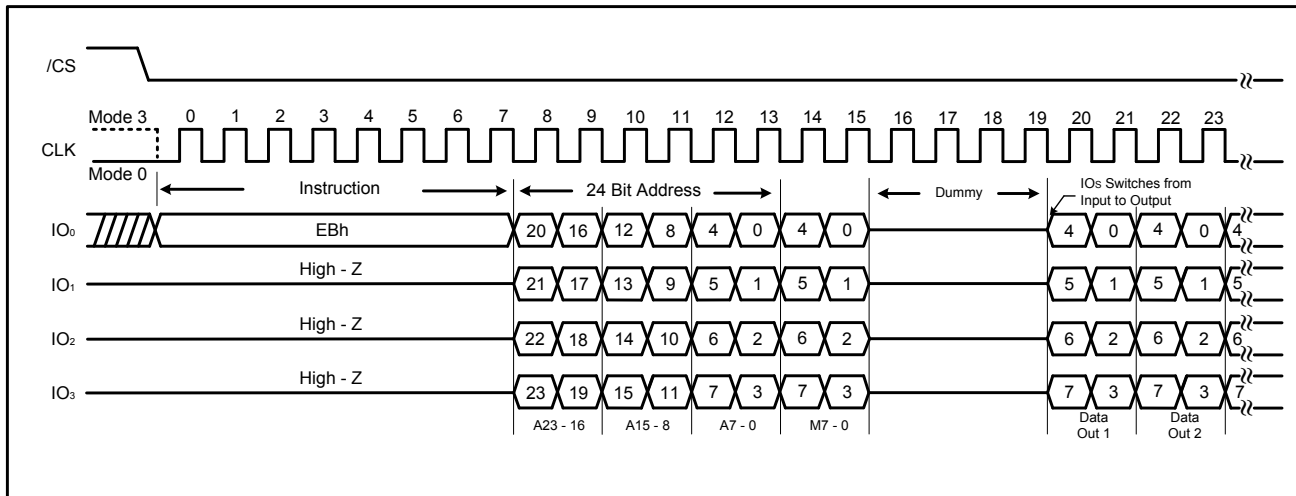 /CS
Mode 3 0 1 2 3 4 5 6 7 8 9 10 11 12 13 14 15 16 17 18 19 20 21 22 23
CLK
Mode 0
Instruction 24 Bit Address Dummy IOs Switches from
Input to Output
IO₀ EBh 20 16 12 8 4 0 4 0 4 0 4 0 4
High - Z
IO₁ 21 17 13 9 5 1 5 1 5 1 5 1 5
High - Z
IO₂ 22 18 14 10 6 2 6 2 6 2 6 2 6
High - Z
IO₃ 23 19 15 11 7 3 7 3 7 3 7 3 7
A23 - 16 A15 - 8 A7 - 0 M7 - 0 Data Data
Out 1 Out 2